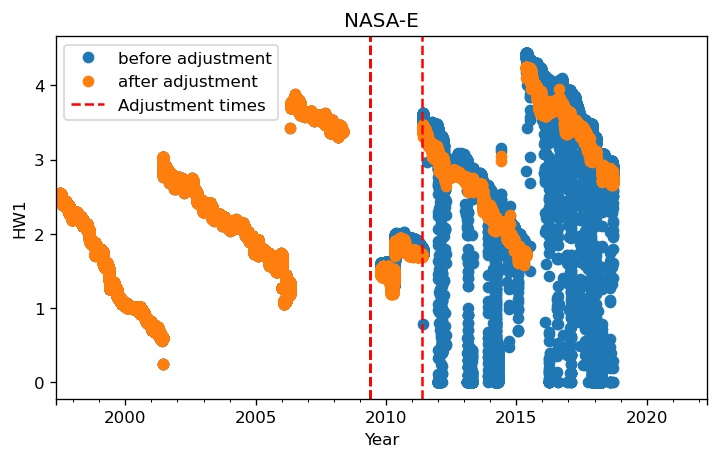 NASA-E
before adjustment
after adjustment
Adjustment times
HW1
4
3
2
1
0
2000 2005 2010 2015 2020
Year